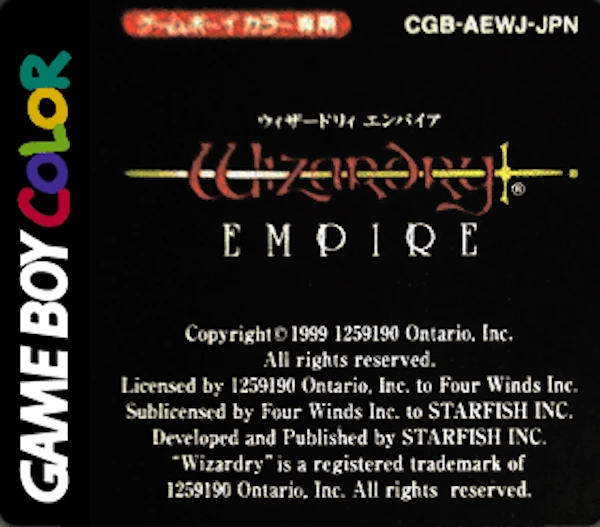 ゲームボーイ カラー専用
CGB-AEWJ-JPN
GAME BOY COLOR
ウィザードリィ エンパイア
Wizardry®
EMPIRE
Copyright© 1999 1259190 Ontario, Inc.
All rights reserved.
Licensed by 1259190 Ontario, Inc. to Four Winds Inc.
Sublicensed by Four Winds Inc. to STARFISH INC.
Developed and Published by STARFISH INC.
“Wizardry” is a registered trademark of
1259190 Ontario, Inc. All rights reserved.